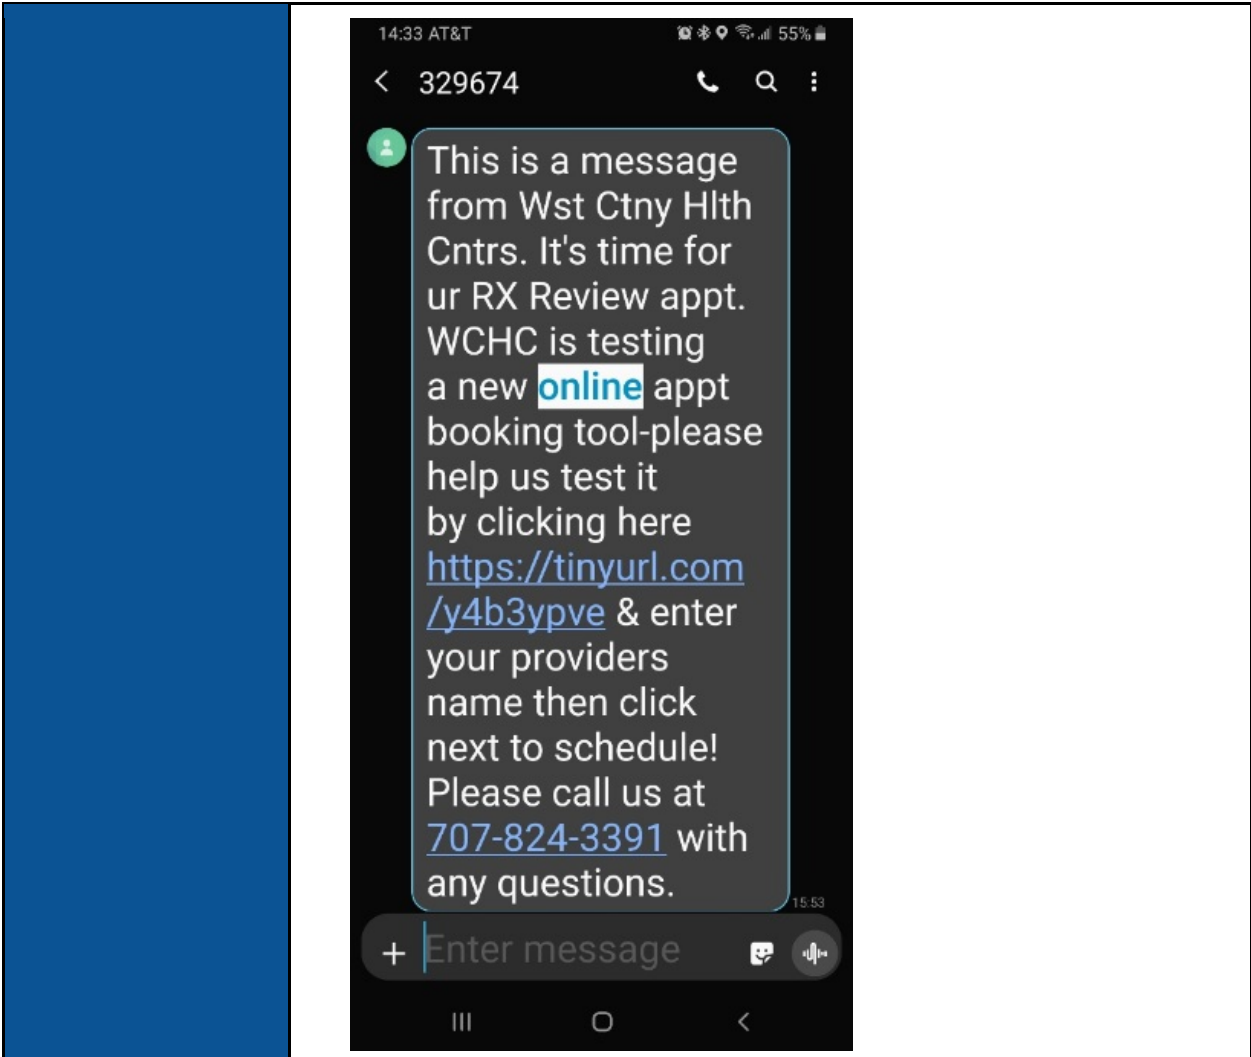 14:33 AT&T 55%
329674
This is a message
from Wst Ctny Hlth
Cntrs. It's time for
ur RX Review appt.
WCHC is testing
a new online appt
booking tool-please
help us test it
by clicking here
https://tinyurl.com
/y4b3ypve & enter
your providers
name then click
next to schedule!
Please call us at
707-824-3391 with
any questions.
15:53
Enter message